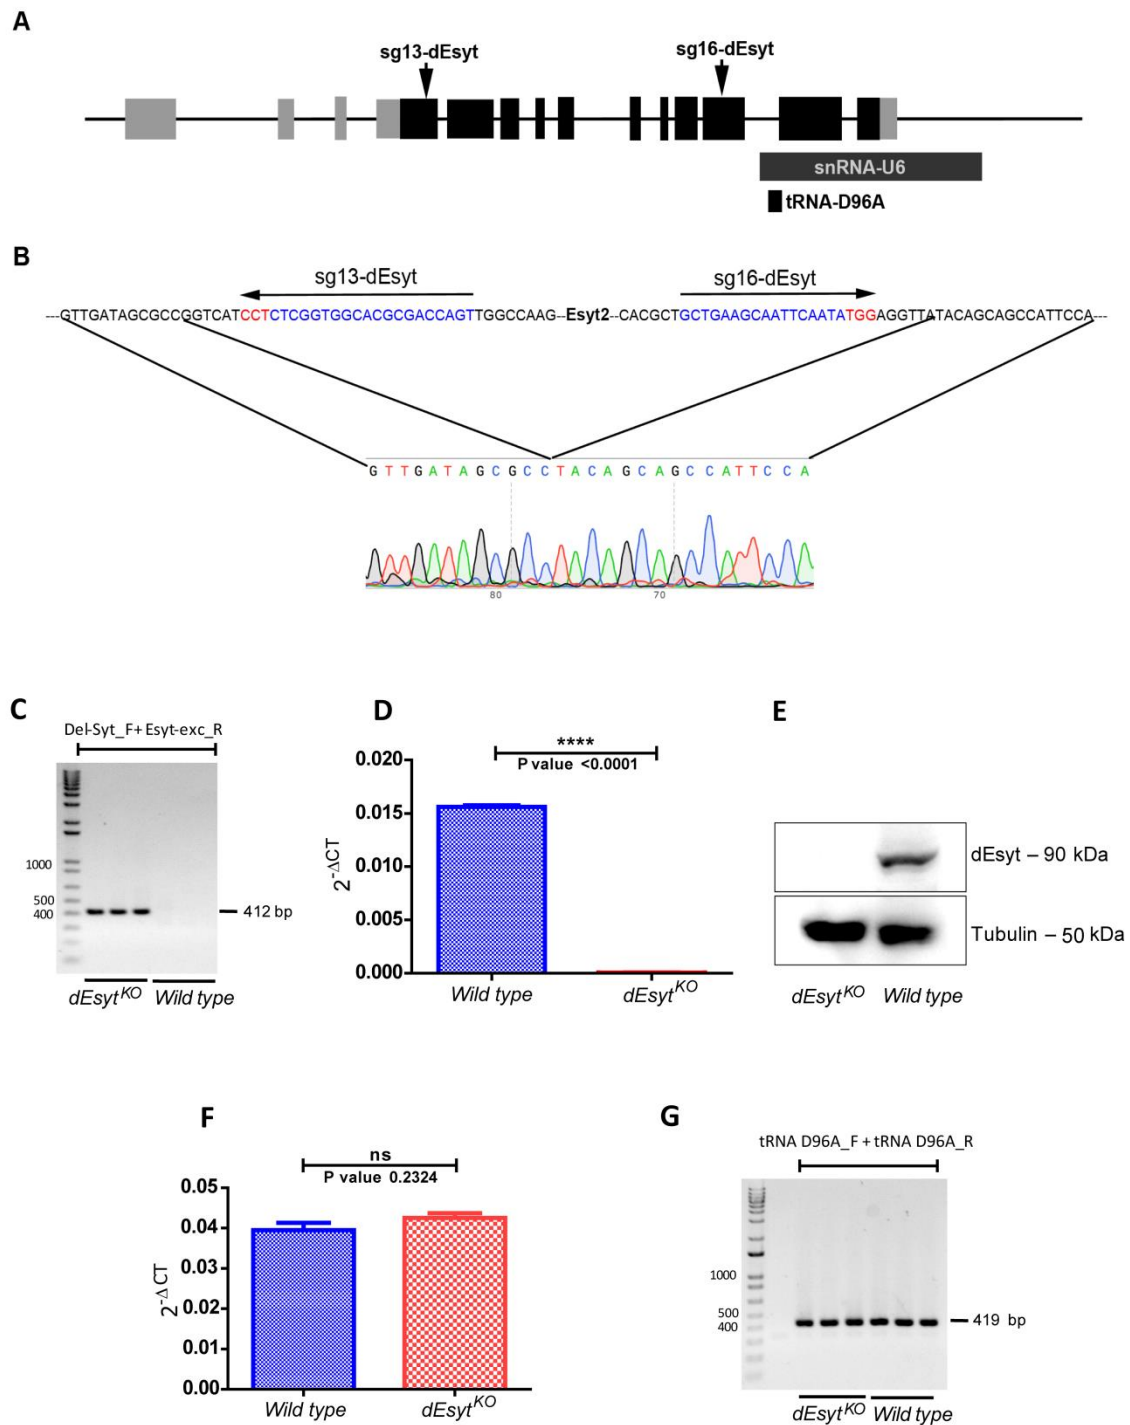 A
sg13-dEsyt
sg16-dEsyt
snRNA-U6
tRNA-D96A
B
sg13-dEsyt
sg16-dEsyt
---GTTGATAGCGCCGGTCATCCTCTCGGTGGCACGCGACCAGTTGGCCAAG--Esyt2--CACGCTGCTGAAGCAATTCAATATGGAGGTTATACAGCAGCCATTCCA---
G T T G A T A G C G C C T A C A G C A G C C A T T C C A
80
70
C
Del-Syt_F+ Esyt-exc_R
1000
500
400
412 bp
dEsyt^KO
Wild type
D
****
P value <0.0001
0.020
0.015
0.010
0.005
0.000
2^-ΔCT
Wild type
dEsyt^KO
E
dEsyt – 90 kDa
Tubulin – 50 kDa
dEsyt^KO
Wild type
F
ns
P value 0.2324
0.05
0.04
0.03
0.02
0.01
0.00
2^-ΔCT
Wild type
dEsyt^KO
G
tRNA D96A_F + tRNA D96A_R
1000
500
400
419 bp
dEsyt^KO
Wild type